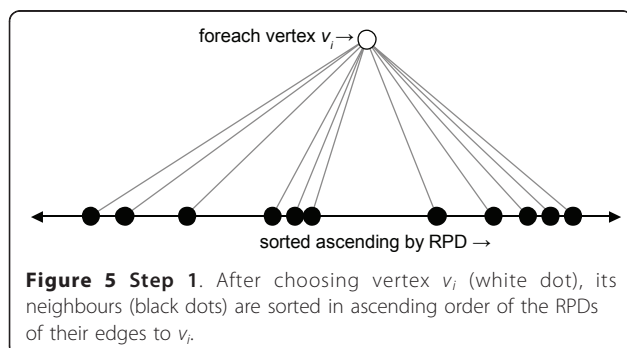 foreach vertex vᵢ→
sorted ascending by RPD →
Figure 5 Step 1. After choosing vertex vᵢ (white dot), its
neighbours (black dots) are sorted in ascending order of the RPDs
of their edges to vᵢ.